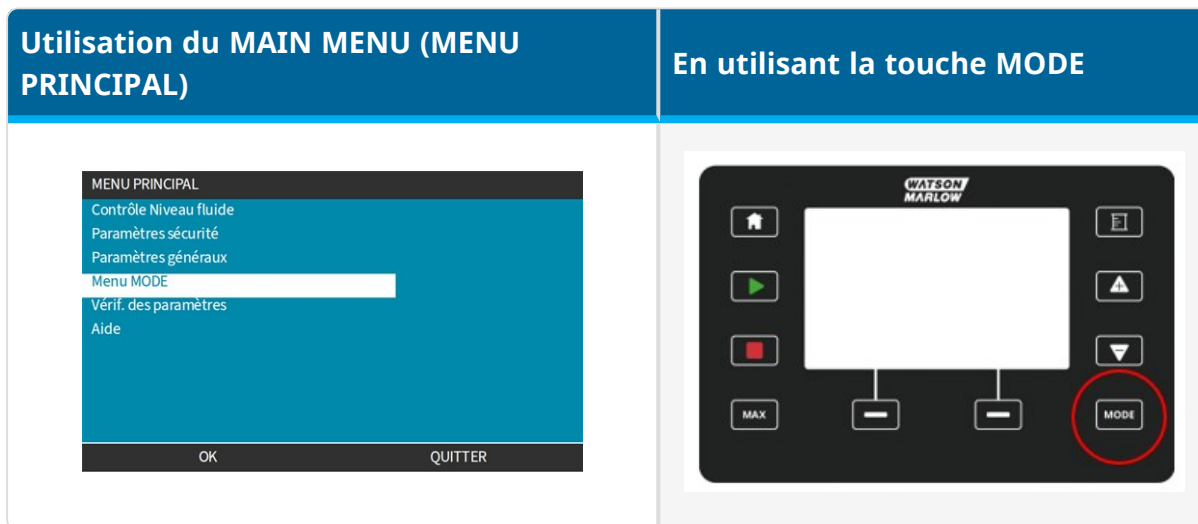 Utilisation du MAIN MENU (MENU
PRINCIPAL)
En utilisant la touche MODE
MENU PRINCIPAL
Contrôle Niveau fluide
Paramètres sécurité
Paramètres généraux
Menu MODE
Vérif. des paramètres
Aide
OK QUITTER
WATSON
MARLOW
MAX
MODE